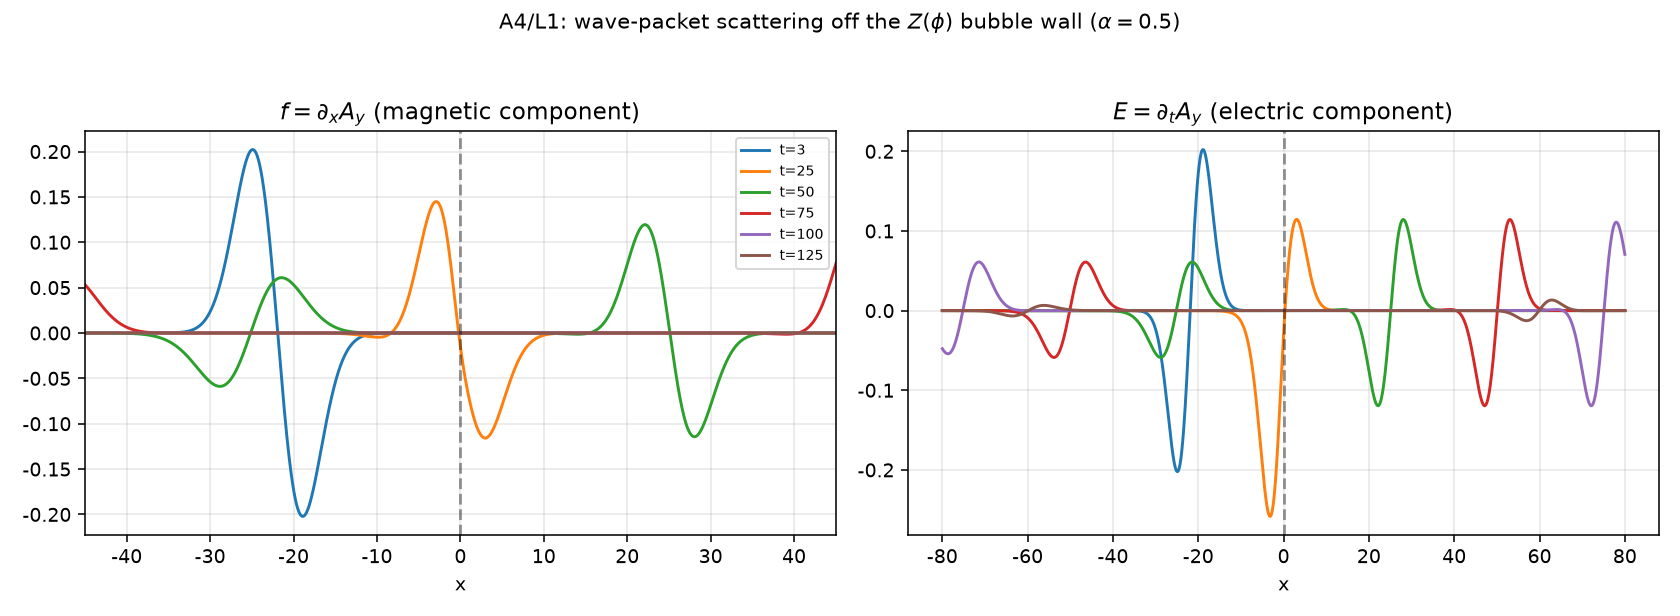 A4/L1: wave-packet scattering off the Z(ϕ) bubble wall (α = 0.5)
f = ∂ₓA_y (magnetic component)
0.20
0.15
0.10
0.05
0.00
-0.05
-0.10
-0.15
-0.20
-40
-30
-20
-10
0
10
20
30
40
x
t=3
t=25
t=50
t=75
t=100
t=125
E = ∂ₜA_y (electric component)
0.2
0.1
0.0
-0.1
-0.2
-80
-60
-40
-20
0
20
40
60
80
x